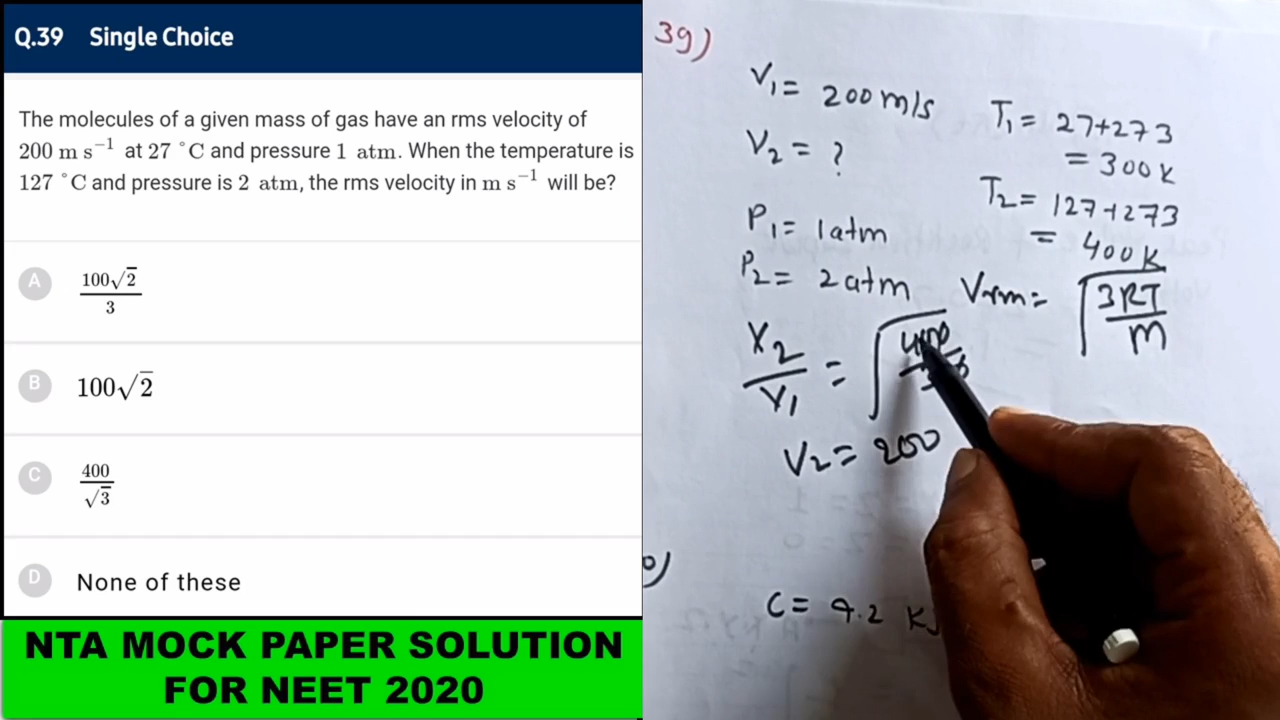 Q.39 Single Choice
The molecules of a given mass of gas have an rms velocity of
200 m s⁻¹ at 27 °C and pressure 1 atm. When the temperature is
127 °C and pressure is 2 atm, the rms velocity in m s⁻¹ will be?
A 100√2/3
B 100√2
C 400/√3
D None of these
NTA MOCK PAPER SOLUTION
FOR NEET 2020
39)
V₁ = 200 m/s
T₁ = 27+273
= 300 K
V₂ = ?
T₂ = 127+273
= 400 K
P₁ = 1 atm
P₂ = 2 atm
Vrm = √3RT/m
V₂/V₁ = √400
V₂ = 200
C = 4.2